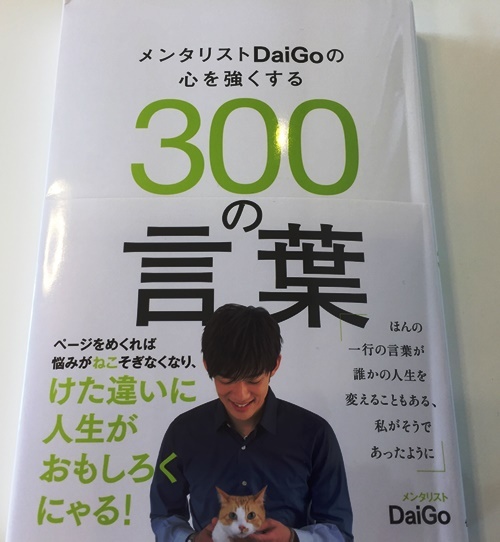 メンタリストDaiGoの
心を強くする
300
の
言葉
ページをめくれば
悩みがねこそぎなくなり、
けた違いに
人生が
おもしろく
にゃる!
「ほんの
一行の言葉が
誰かの人生を
変えることもある、
私がそうで
あったように」
メンタリスト
DaiGo